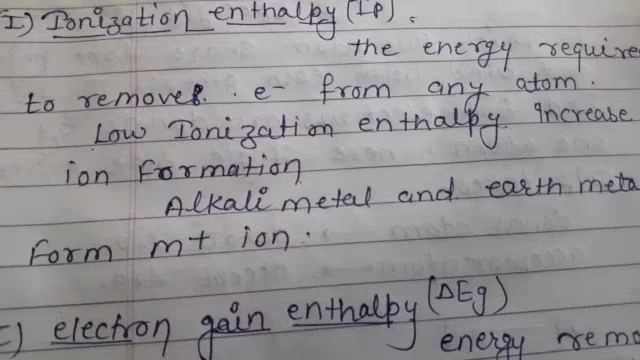 I) Ionization enthalpy (Ip).
the energy require
to remove e- from any atom.
Low Ionization enthalpy increase
ion Formation
Alkali metal and earth meta
Form m+ ion.
electron gain enthalpy (ΔEg)
energy remo